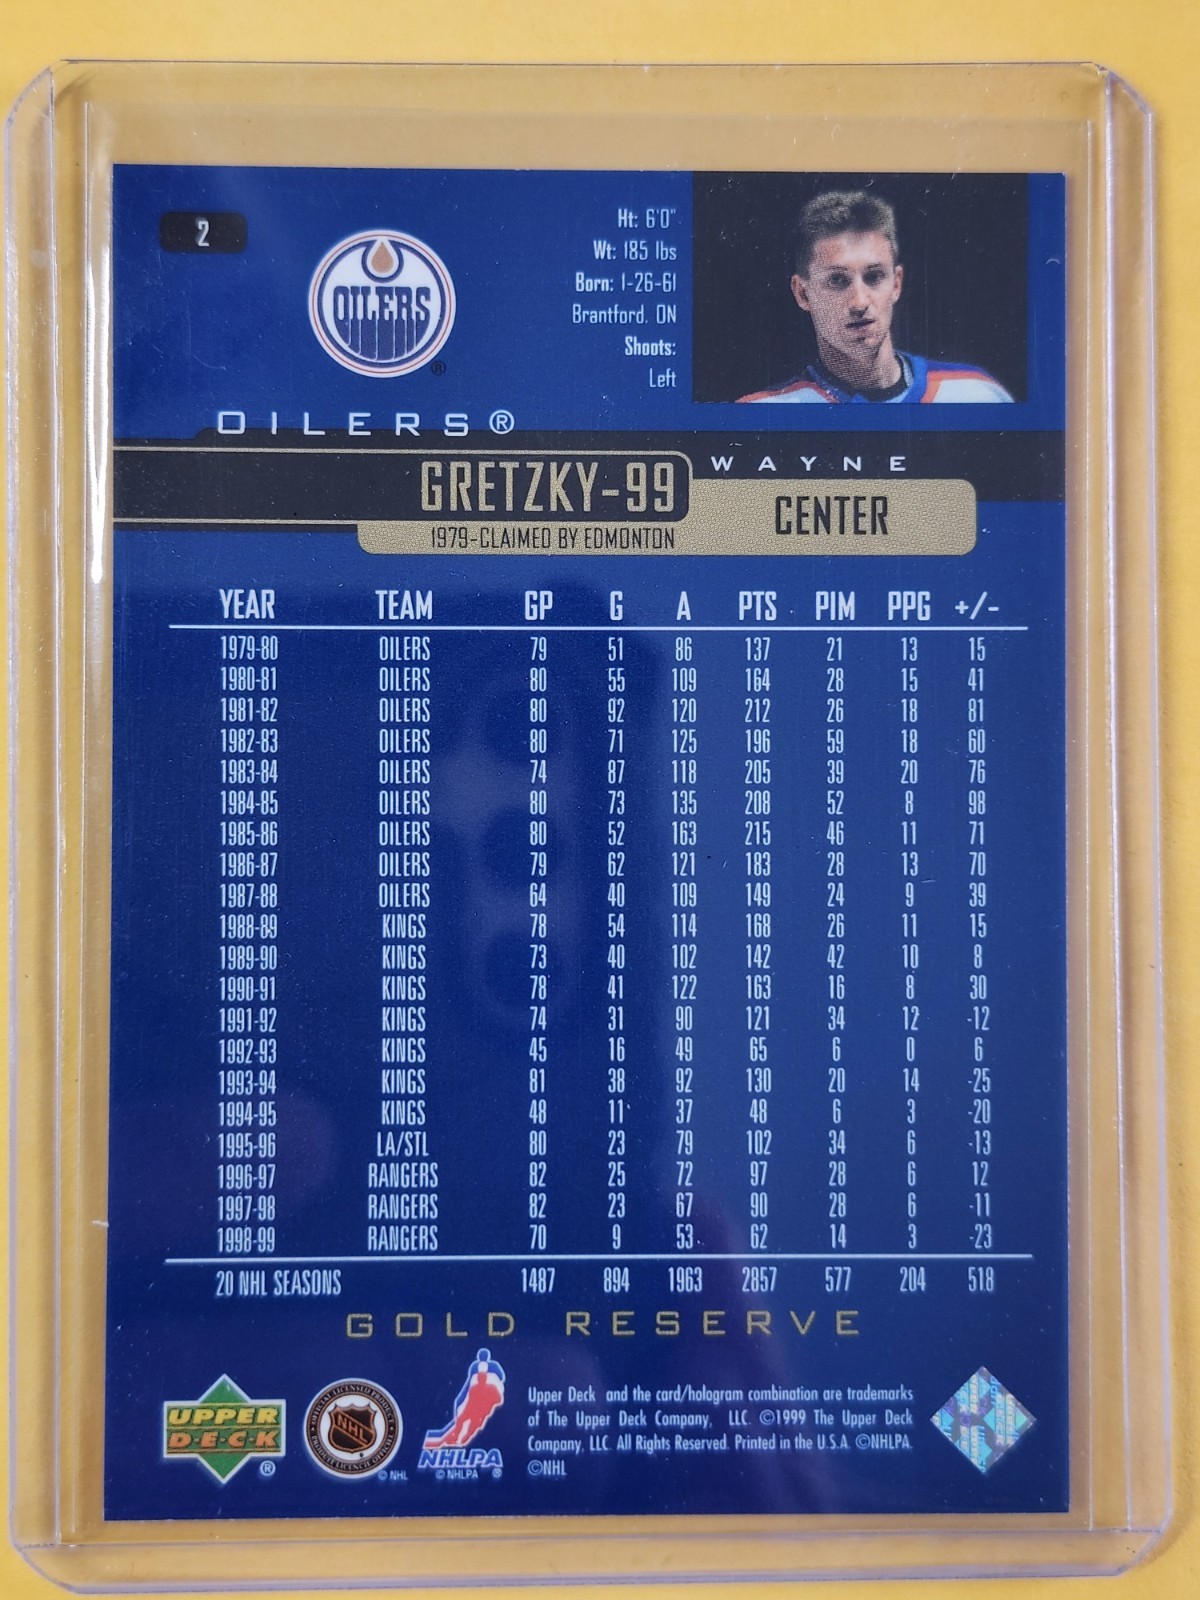 2
OILERS
®
Ht: 6'0"
Wt: 185 lbs
Born: 1-26-61
Brantford, ON
Shoots:
Left
OILERS®
WAYNE
GRETZKY-99
CENTER
1979-CLAIMED BY EDMONTON
YEAR TEAM GP G A PTS PIM PPG +/-
1979-80 OILERS 79 51 86 137 21 13 15
1980-81 OILERS 80 55 109 164 28 15 41
1981-82 OILERS 80 92 120 212 26 18 81
1982-83 OILERS 80 71 125 196 59 18 60
1983-84 OILERS 74 87 118 205 39 20 76
1984-85 OILERS 80 73 135 208 52 8 98
1985-86 OILERS 80 52 163 215 46 11 71
1986-87 OILERS 79 62 121 183 28 13 70
1987-88 OILERS 64 40 109 149 24 9 39
1988-89 KINGS 78 54 114 168 26 11 15
1989-90 KINGS 73 40 102 142 42 10 8
1990-91 KINGS 78 41 122 163 16 8 30
1991-92 KINGS 74 31 90 121 34 12 -12
1992-93 KINGS 45 16 49 65 6 0 6
1993-94 KINGS 81 38 92 130 20 14 -25
1994-95 KINGS 48 11 37 48 6 3 -20
1995-96 LA/STL 80 23 79 102 34 6 -13
1996-97 RANGERS 82 25 72 97 28 6 12
1997-98 RANGERS 82 23 67 90 28 6 -11
1998-99 RANGERS 70 9 53 62 14 3 -23
20 NHL SEASONS 1487 894 1963 2857 577 204 518
GOLD RESERVE
UPPER
D·E·C·K
®
OFFICIAL LICENSED PRODUCT
NHL
PRODUIT LICENCIÉ OFFICIEL
© NHL
NHLPA
© NHLPA ®
Upper Deck and the card/hologram combination are trademarks
of The Upper Deck Company, LLC. ©1999 The Upper Deck
Company, LLC. All Rights Reserved. Printed in the U.S.A. ©NHLPA.
©NHL